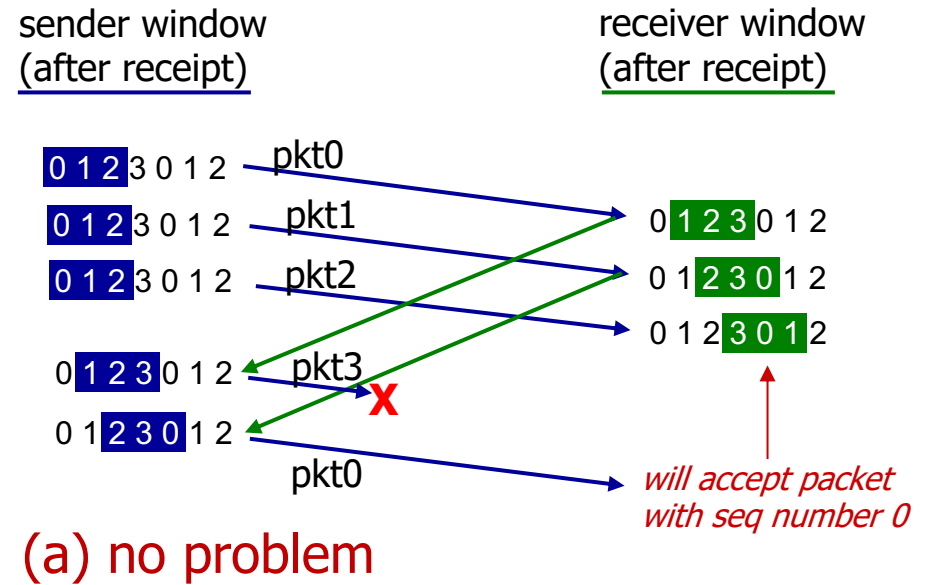 sender window
(after receipt)
receiver window
(after receipt)
0 1 2 3 0 1 2
pkt0
0 1 2 3 0 1 2
0 1 2 3 0 1 2
pkt1
0 1 2 3 0 1 2
0 1 2 3 0 1 2
pkt2
0 1 2 3 0 1 2
0 1 2 3 0 1 2
pkt3
X
0 1 2 3 0 1 2
pkt0
will accept packet
with seq number 0
(a) no problem